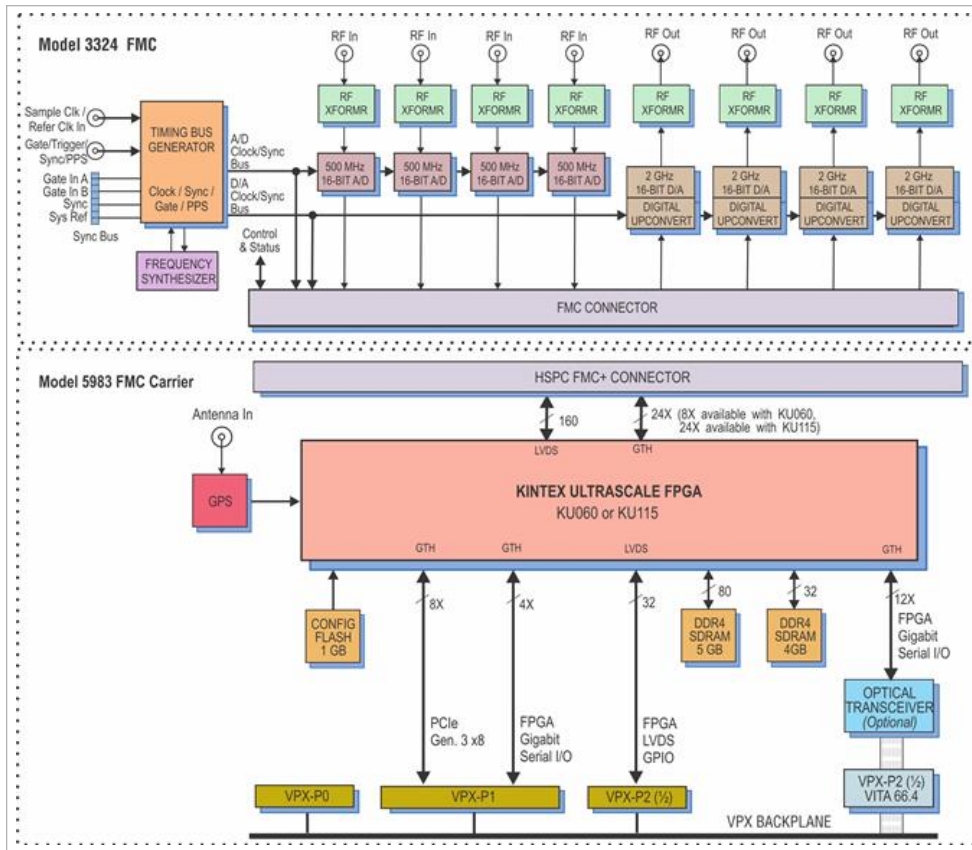 Model 3324 FMC
RF In
RF In
RF In
RF In
RF Out
RF Out
RF Out
RF Out
Sample Clk /
Refer Clk In
Gate/Trigger/
Sync/PPS
Gate In A
Gate In B
Sync
Sys Ref
Sync Bus
TIMING BUS
GENERATOR
Clock / Sync /
Gate / PPS
FREQUENCY
SYNTHESIZER
A/D
Clock/Sync
Bus
D/A
Clock/Sync
Bus
Control
& Status
RF
XFORMR
RF
XFORMR
RF
XFORMR
RF
XFORMR
RF
XFORMR
RF
XFORMR
RF
XFORMR
RF
XFORMR
500 MHz
16-BIT A/D
500 MHz
16-BIT A/D
500 MHz
16-BIT A/D
500 MHz
16-BIT A/D
2 GHz
16-BIT D/A
DIGITAL
UPCONVERT
2 GHz
16-BIT D/A
DIGITAL
UPCONVERT
2 GHz
16-BIT D/A
DIGITAL
UPCONVERT
2 GHz
16-BIT D/A
DIGITAL
UPCONVERT
FMC CONNECTOR
Model 5983 FMC Carrier
HSPC FMC+ CONNECTOR
Antenna In
GPS
160
24X (8X available with KU060,
24X available with KU115)
LVDS
GTH
KINTEX ULTRASCALE FPGA
KU060 or KU115
GTH
GTH
LVDS
GTH
8X
4X
32
80
32
12X
CONFIG
FLASH
1 GB
DDR4
SDRAM
5 GB
DDR4
SDRAM
4GB
FPGA
Gigabit
Serial I/O
OPTICAL
TRANSCEIVER
(Optional)
PCIe
Gen. 3 x8
FPGA
Gigabit
Serial I/O
FPGA
LVDS
GPIO
VPX-P0
VPX-P1
VPX-P2 (½)
VPX-P2 (½)
VITA 66.4
VPX BACKPLANE